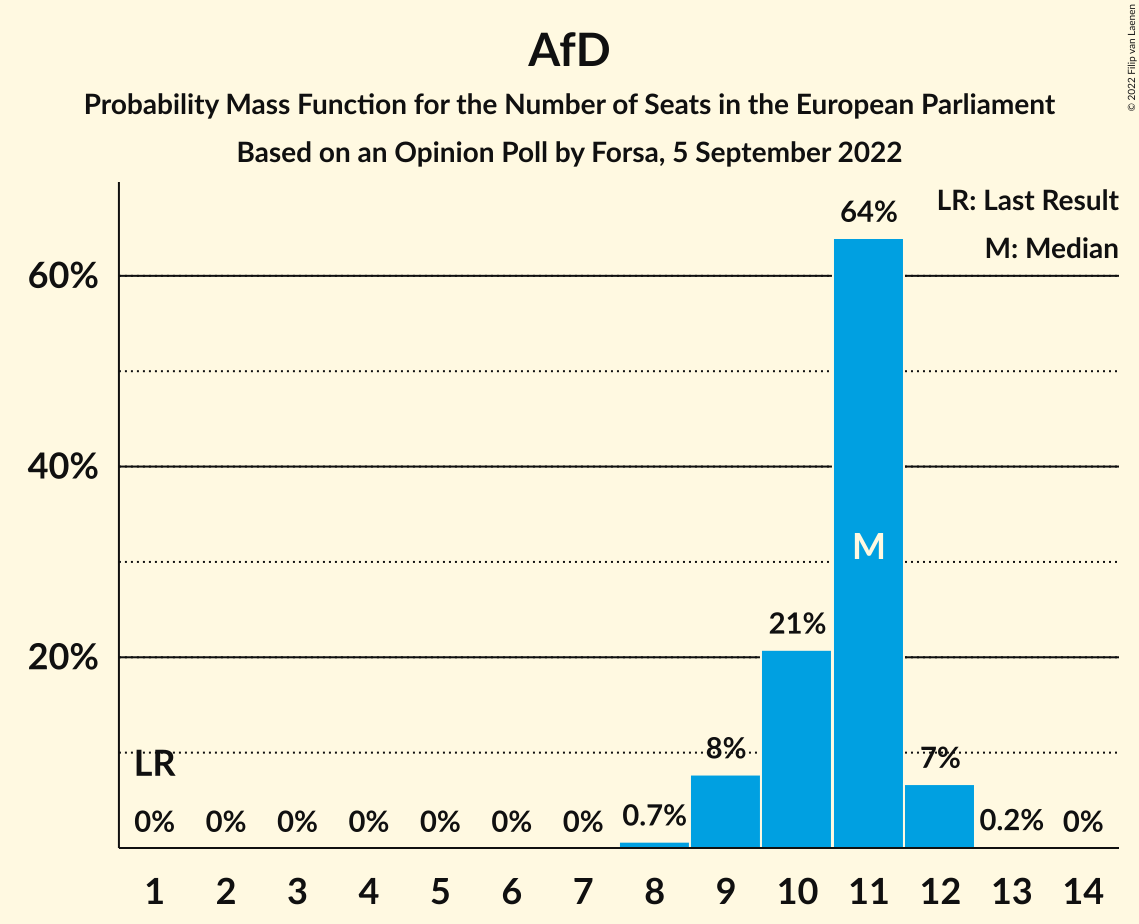 AfD
Probability Mass Function for the Number of Seats in the European Parliament
Based on an Opinion Poll by Forsa, 5 September 2022
© 2022 Filip van Laenen
LR: Last Result
M: Median
64%
60%
40%
M
21%
20%
8%
7%
LR
0% 0% 0% 0% 0% 0% 0% 0.7% 0.2% 0%
1 2 3 4 5 6 7 8 9 10 11 12 13 14